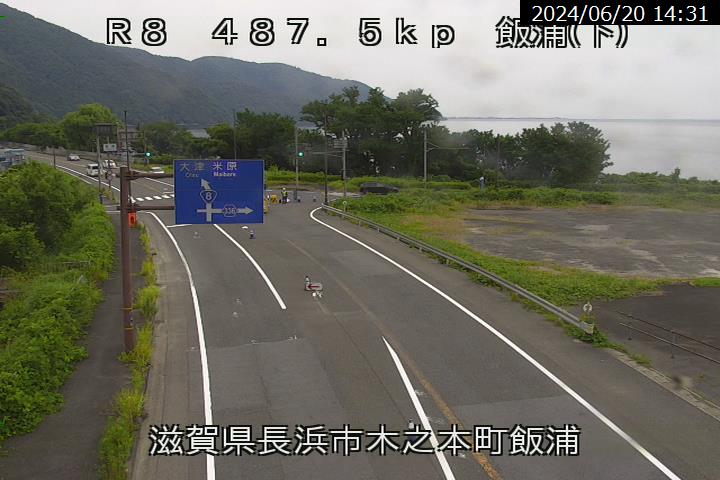 2024/06/20 14:31
R8 487.5kp 飯浦(下)
大津 米原
Otsu Maibara
8
336
滋賀県長浜市木之本町飯浦